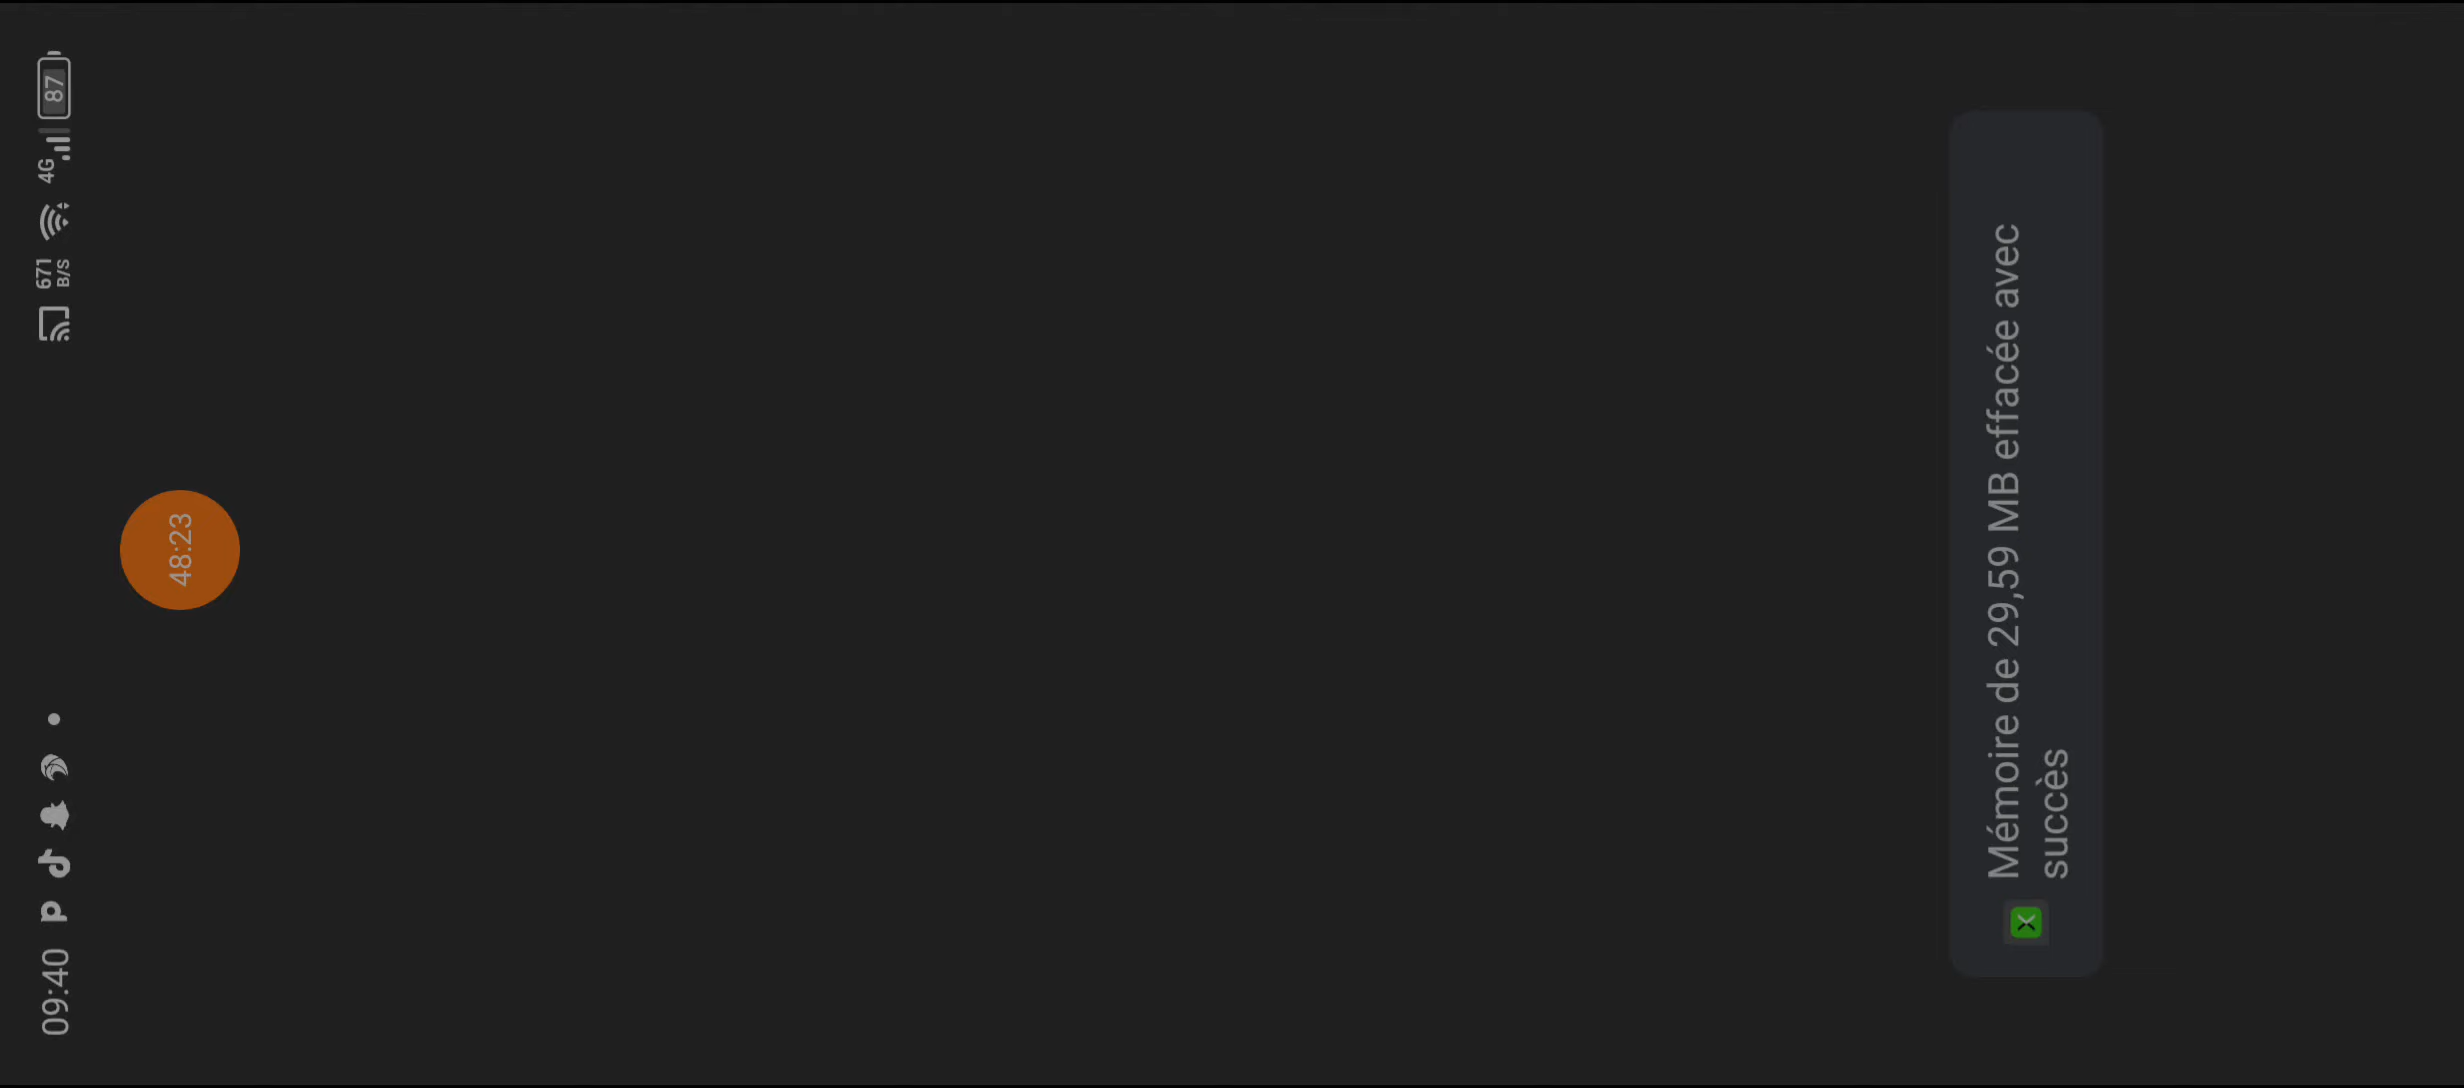 09:40
671
B/S
4G
87
48:23
Mémoire de 29,59 MB effacée avec
succès